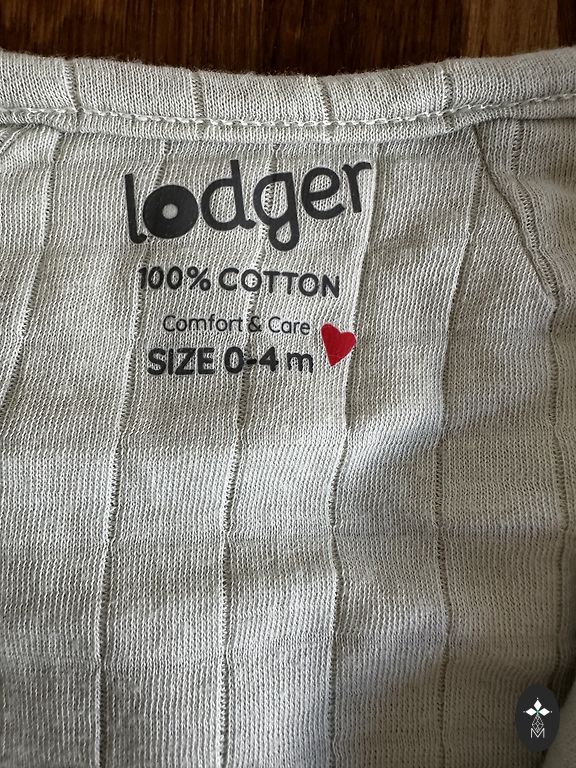 lodger
100% COTTON
Comfort & Care
SIZE 0-4 m
M